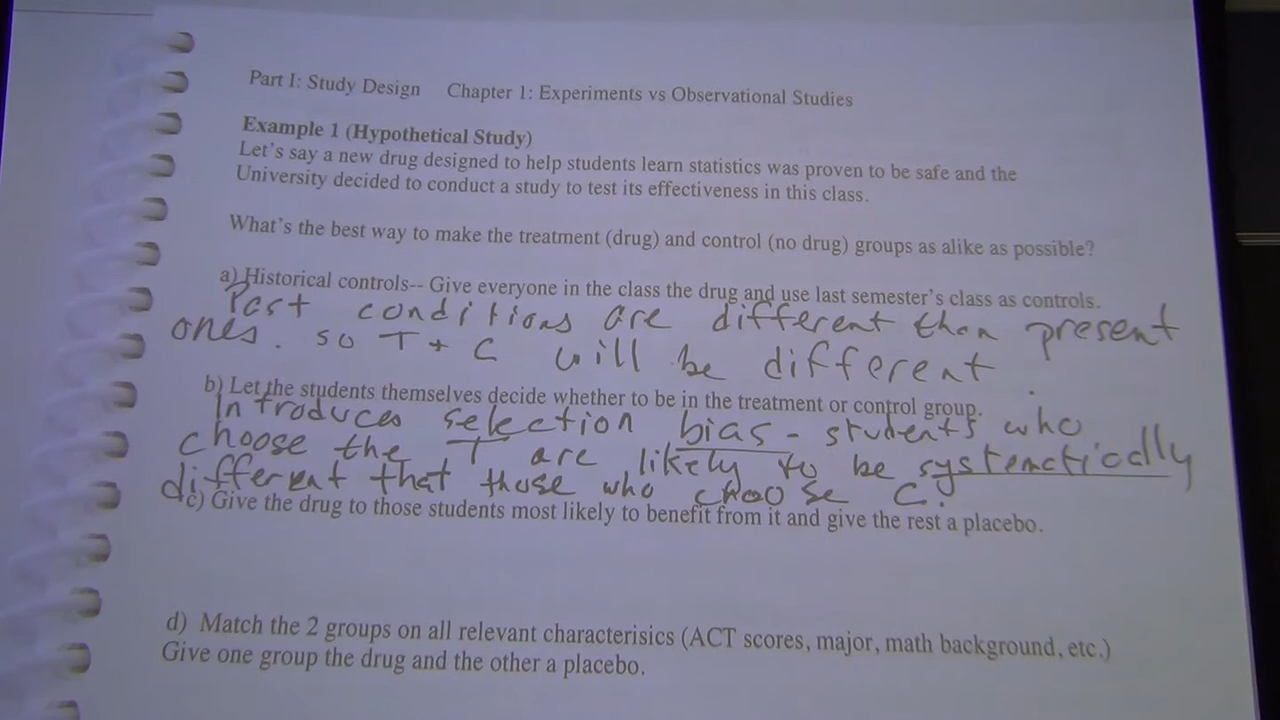 Part I: Study Design Chapter 1: Experiments vs Observational Studies
Example 1 (Hypothetical Study)
Let's say a new drug designed to help students learn statistics was proven to be safe and the
University decided to conduct a study to test its effectiveness in this class.
What's the best way to make the treatment (drug) and control (no drug) groups as alike as possible?
a) Historical controls-- Give everyone in the class the drug and use last semester's class as controls.
Past conditions are different than present
ones. so T + C will be different.
b) Let the students themselves decide whether to be in the treatment or control group.
Introduces selection bias - students who
choose the T are likely to be systematically
different that those who choose C.
c) Give the drug to those students most likely to benefit from it and give the rest a placebo.
d) Match the 2 groups on all relevant characterisics (ACT scores, major, math background, etc.)
Give one group the drug and the other a placebo.